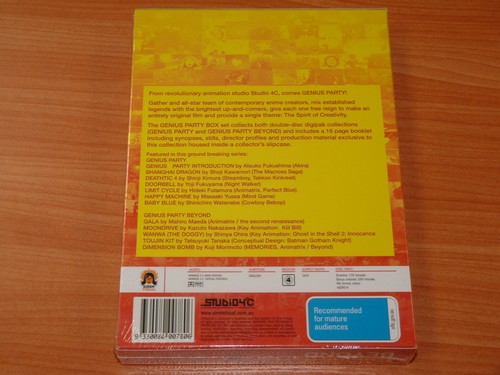 From revolutionary animation studio Studio 4C, comes GENIUS PARTY!
Gather and all-star team of contemporary anime creators, mix established
legends with the brightest up-and-comers, give each one free reign to make an
entirely original film and provide a single theme: The Spirit of Creativity.
The GENIUS PARTY BOX set collects both double-disc digipak collections
(GENIUS PARTY and GENIUS PARTY BEYOND) and includes a 16 page booklet
including synopsies, stills, director profiles and production material exclusive to
this collection housed inside a collector's slipcase.
Featured in this ground breaking series:
GENIUS PARTY
GENIUS PARTY INTRODUCTION by Atsuko Fukushima (Akira)
SHANGHAI DRAGON by Shoji Kawamori (The Macross Saga)
DEATHTIC 4 by Shinji Kimura (Steamboy, Tekkon Kinkreet)
DOORBELL by Yoji Fukuyama (Night Walker)
LIMIT CYCLE by Hideki Futamura (Animatrix, Perfect Blue)
HAPPY MACHINE by Masaaki Yuasa (Mind Game)
BABY BLUE by Shinichiro Watanabe (Cowboy Bebop)
GENIUS PARTY BEYOND
GALA by Mahiro Maeda (Animatrix / the second renaissance)
MOONDRIVE by Kazuto Nakazawa (Key Animation: Kill Bill)
WANWA (THE DOGGY) by Shinya Ohira (Key Animation: Ghost in the Shell 2: Innocence
TOUJIN KIT by Tatsuyuki Tanaka (Conceptual Design: Batman Gotham Knight)
DIMENSION BOMB by Koji Morimoto (MEMORIES, Animatrix / Beyond)
4
STUDIO4°C
Recommended
for mature
audiences